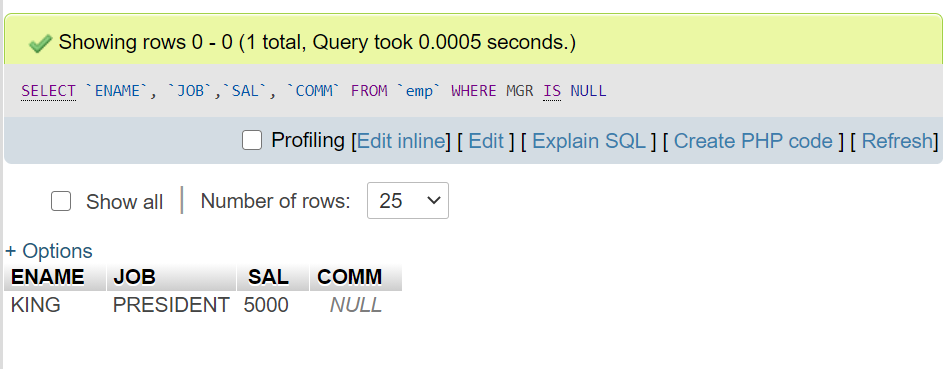 Showing rows 0 - 0 (1 total, Query took 0.0005 seconds.)
SELECT `ENAME`, `JOB`,`SAL`, `COMM` FROM `emp` WHERE MGR IS NULL
Profiling [Edit inline] [ Edit ] [ Explain SQL ] [ Create PHP code ] [ Refresh]
Show all | Number of rows: 25
+ Options
ENAME JOB SAL COMM
KING PRESIDENT 5000 NULL